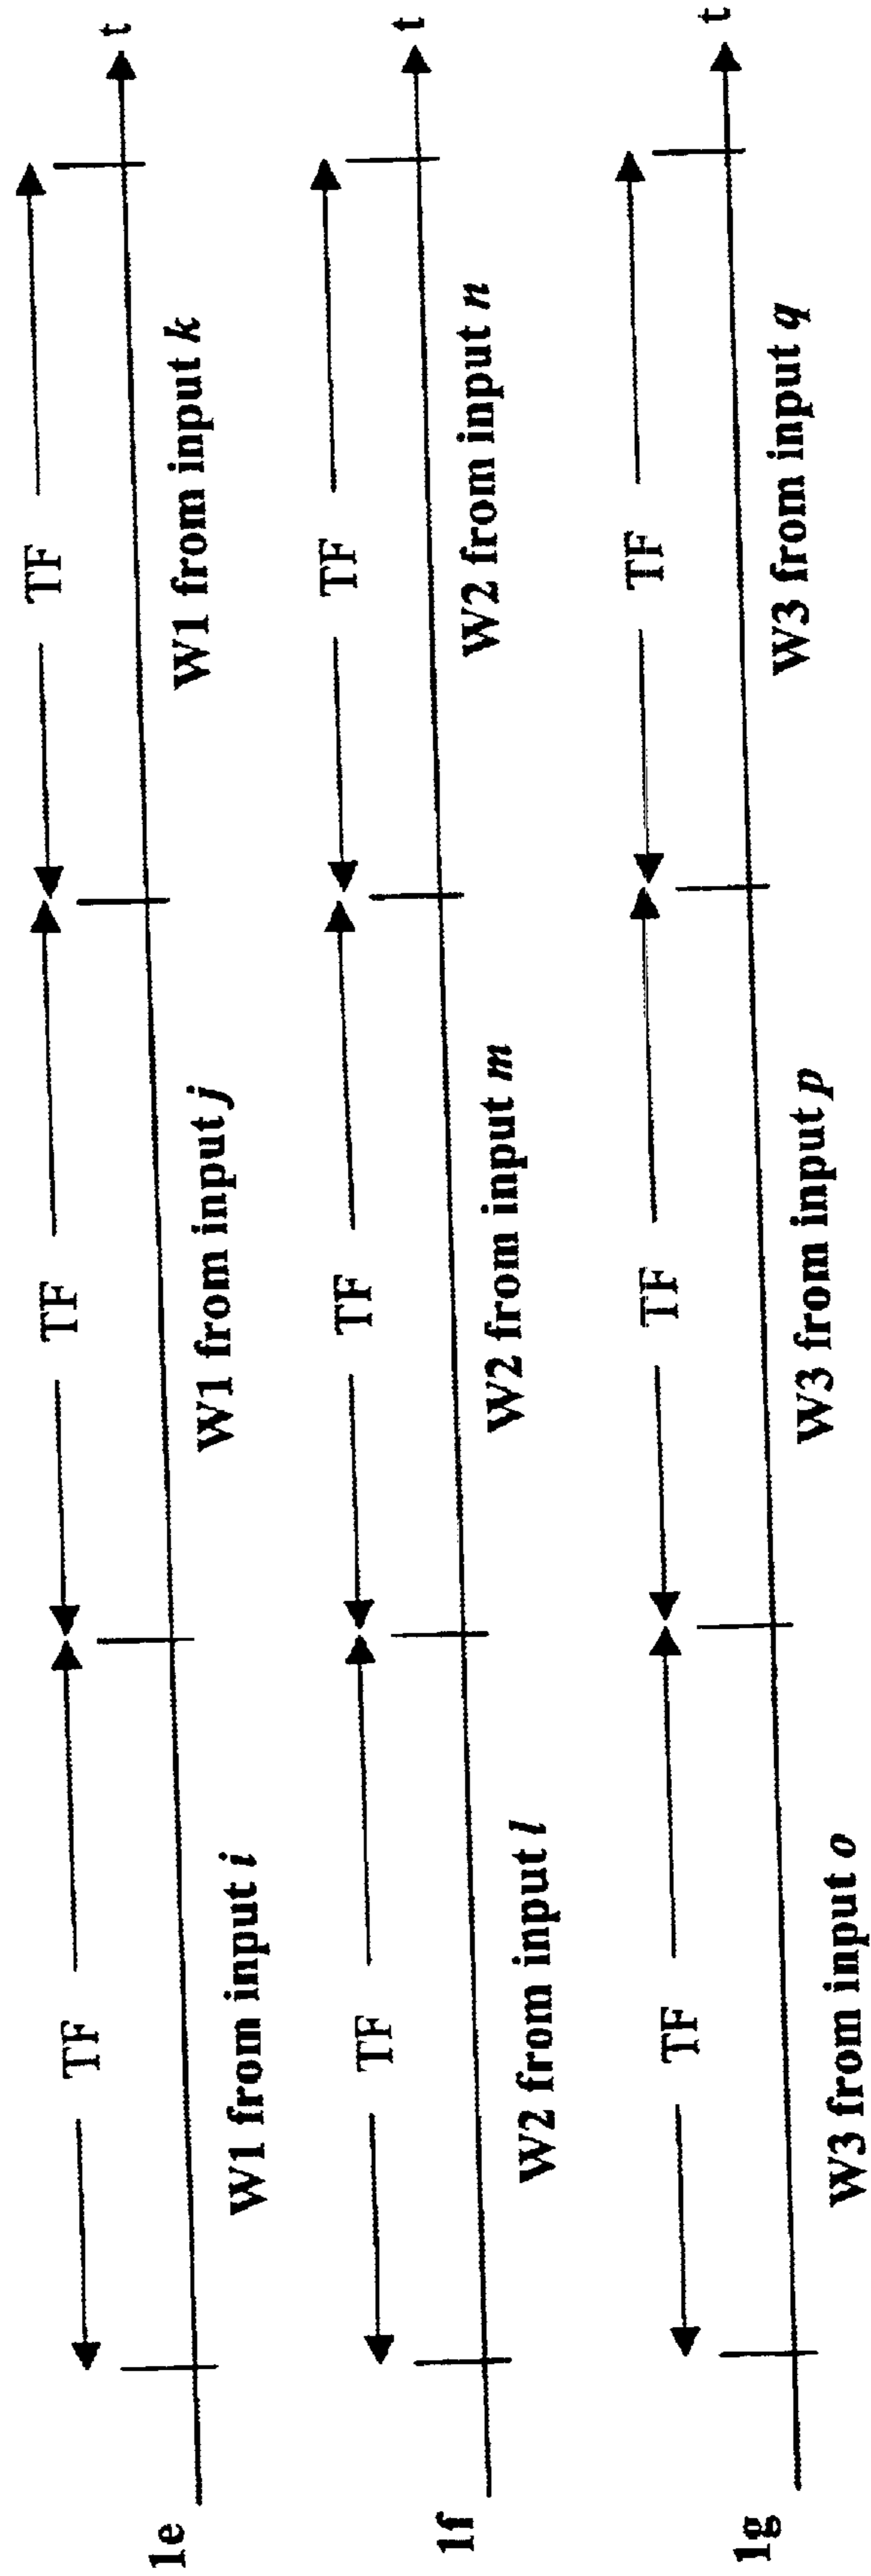 TF TF TF
1e t
W1 from input i W1 from input j W1 from input k
TF TF TF
1f t
W2 from input l W2 from input m W2 from input n
TF TF TF
1g t
W3 from input o W3 from input p W3 from input q